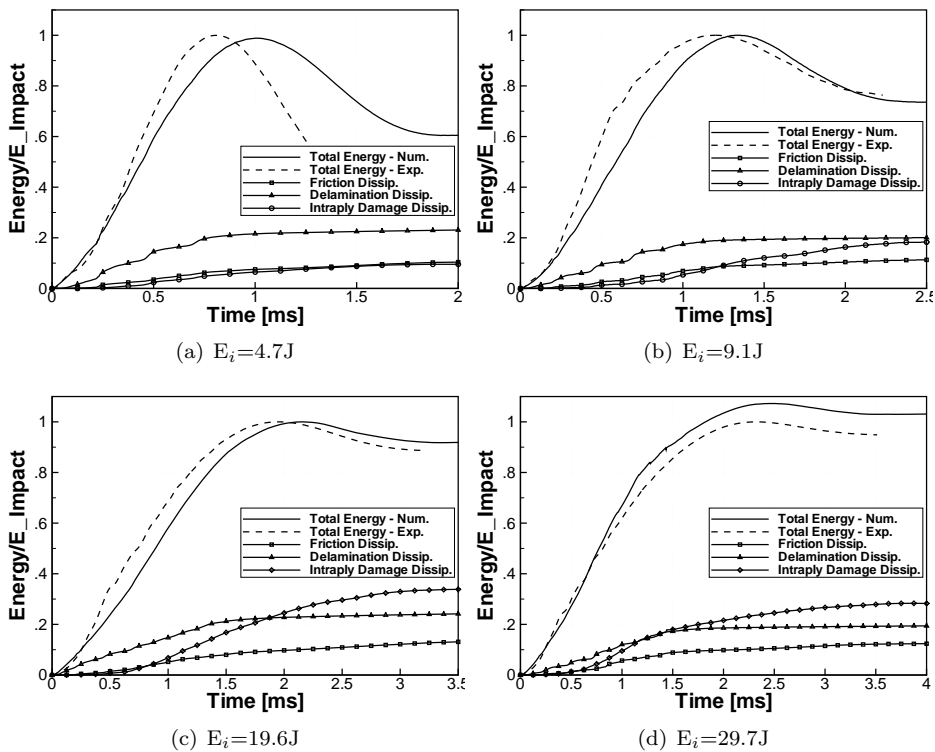 Energy/E_Impact
1
.8
.6
.4
.2
0
Total Energy - Num.
Total Energy - Exp.
Friction Dissip.
Delamination Dissip.
Intraply Damage Dissip.
0 0.5 1 1.5 2
Time [ms]
(a) E_i=4.7J
Energy/E_Impact
1
.8
.6
.4
.2
0
Total Energy - Num.
Total Energy - Exp.
Friction Dissip.
Delamination Dissip.
Intraply Damage Dissip.
0 0.5 1 1.5 2 2.5
Time [ms]
(b) E_i=9.1J
Energy/E_Impact
1
.8
.6
.4
.2
0
Total Energy - Num.
Total Energy - Exp.
Friction Dissip.
Delamination Dissip.
Intraply Damage Dissip.
0 0.5 1 1.5 2 2.5 3 3.5
Time [ms]
(c) E_i=19.6J
Energy/E_Impact
1
.8
.6
.4
.2
0
Total Energy - Num.
Total Energy - Exp.
Friction Dissip.
Delamination Dissip.
Intraply Damage Dissip.
0 0.5 1 1.5 2 2.5 3 3.5 4
Time [ms]
(d) E_i=29.7J